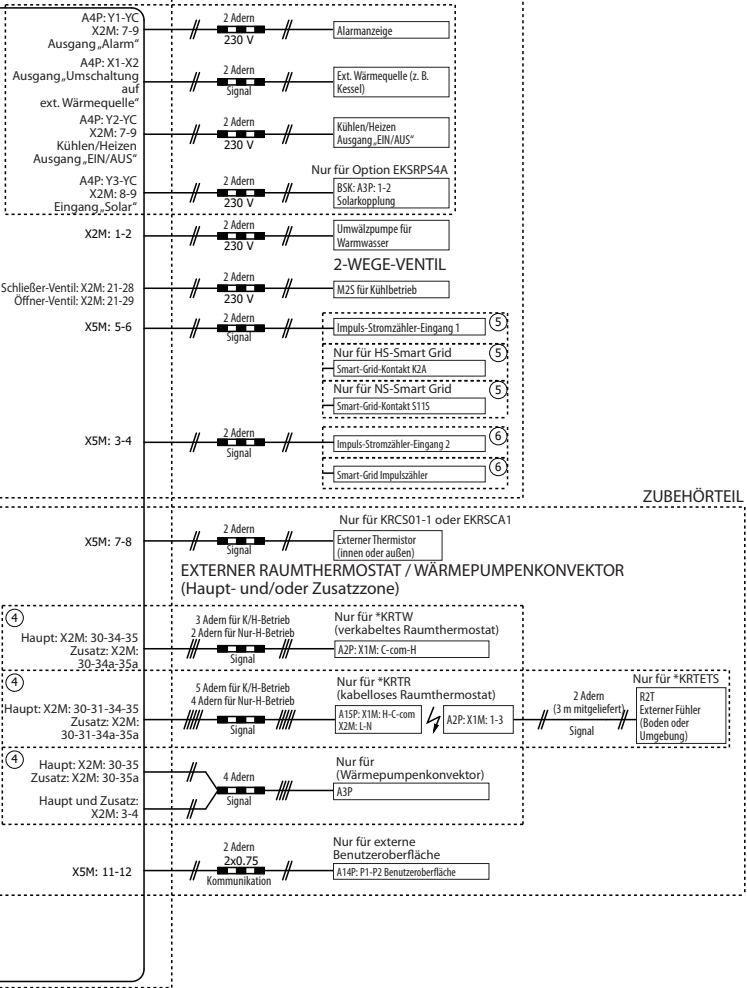 A4P: Y1-YC
X2M: 7-9
Ausgang „Alarm“
2 Adern
230 V
Alarmanzeige
A4P: X1-X2
Ausgang „Umschaltung
auf
ext. Wärmequelle“
2 Adern
Signal
Ext. Wärmequelle (z. B.
Kessel)
A4P: Y2-YC
X2M: 7-9
Kühlen/Heizen
Ausgang „EIN/AUS“
2 Adern
230 V
Kühlen/Heizen
Ausgang „EIN/AUS“
A4P: Y3-YC
X2M: 8-9
Eingang „Solar“
2 Adern
230 V
Nur für Option EKSRPS4A
BSK: A3P: 1-2
Solarkopplung
X2M: 1-2
2 Adern
230 V
Umwälzpumpe für
Warmwasser
2-WEGE-VENTIL
Schließer-Ventil: X2M: 21-28
Öffner-Ventil: X2M: 21-29
2 Adern
230 V
M2S für Kühlbetrieb
X5M: 5-6
2 Adern
Signal
Impuls-Stromzähler-Eingang 1
5
Nur für HS-Smart Grid
5
Smart-Grid-Kontakt K2A
Nur für NS-Smart Grid
5
Smart-Grid-Kontakt S11S
X5M: 3-4
2 Adern
Signal
Impuls-Stromzähler-Eingang 2
6
Smart-Grid Impulszähler
6
ZUBEHÖRTEIL
X5M: 7-8
2 Adern
Signal
Nur für KRCS01-1 oder EKRSCA1
Externer Thermistor
(innen oder außen)
EXTERNER RAUMTHERMOSTAT / WÄRMEPUMPENKONVEKTOR
(Haupt- und/oder Zusatzzone)
4
Haupt: X2M: 30-34-35
Zusatz: X2M:
30-34a-35a
3 Adern für K/H-Betrieb
2 Adern für Nur-H-Betrieb
Signal
Nur für *KRTW
(verkabeltes Raumthermostat)
A2P: X1M: C-com-H
4
Haupt: X2M: 30-31-34-35
Zusatz: X2M:
30-31-34a-35a
5 Adern für K/H-Betrieb
4 Adern für Nur-H-Betrieb
Signal
Nur für *KRTR
(kabelloses Raumthermostat)
A15P: X1M: H-C-com
X2M: L-N
A2P: X1M: 1-3
2 Adern
(3 m mitgeliefert)
Signal
Nur für *KRTETS
R2T
Externer Fühler
(Boden oder
Umgebung)
4
Haupt: X2M: 30-35
Zusatz: X2M: 30-35a
Haupt und Zusatz:
X2M: 3-4
4 Adern
Signal
Nur für
(Wärmepumpenkonvektor)
A3P
X5M: 11-12
2 Adern
2x0.75
Kommunikation
Nur für externe
Benutzeroberfläche
A14P: P1-P2 Benutzeroberfläche